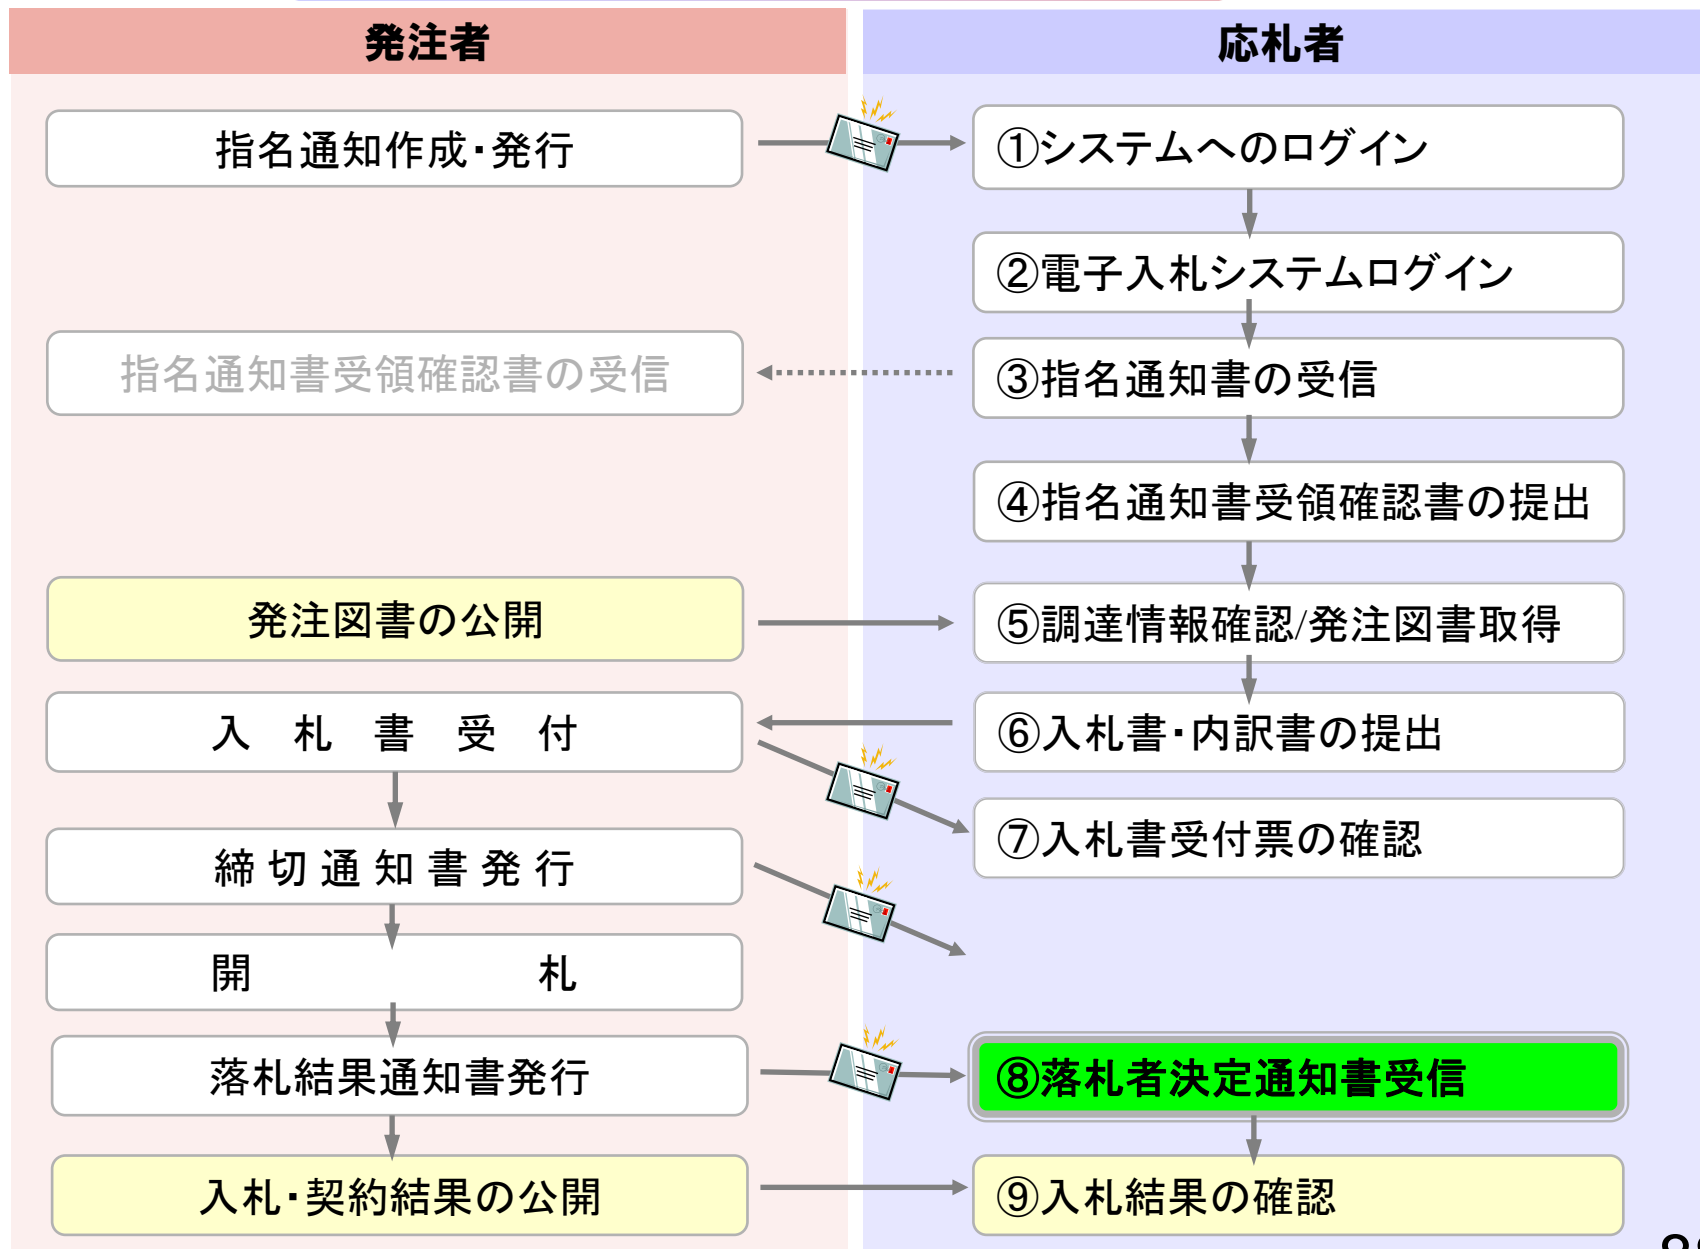 発注者
応札者
指名通知作成・発行
①システムへのログイン
②電子入札システムログイン
指名通知書受領確認書の受信
③指名通知書の受信
④指名通知書受領確認書の提出
発注図書の公開
⑤調達情報確認/発注図書取得
入 札 書 受 付
⑥入札書・内訳書の提出
⑦入札書受付票の確認
締切通知書発行
開 札
落札結果通知書発行
⑧落札者決定通知書受信
入札・契約結果の公開
⑨入札結果の確認